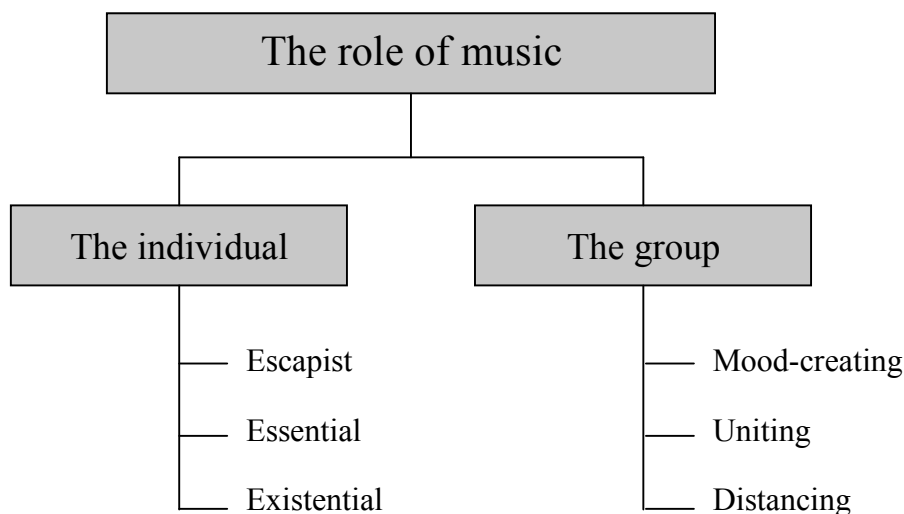 The role of music
The individual
Escapist
Essential
Existential
The group
Mood-creating
Uniting
Distancing